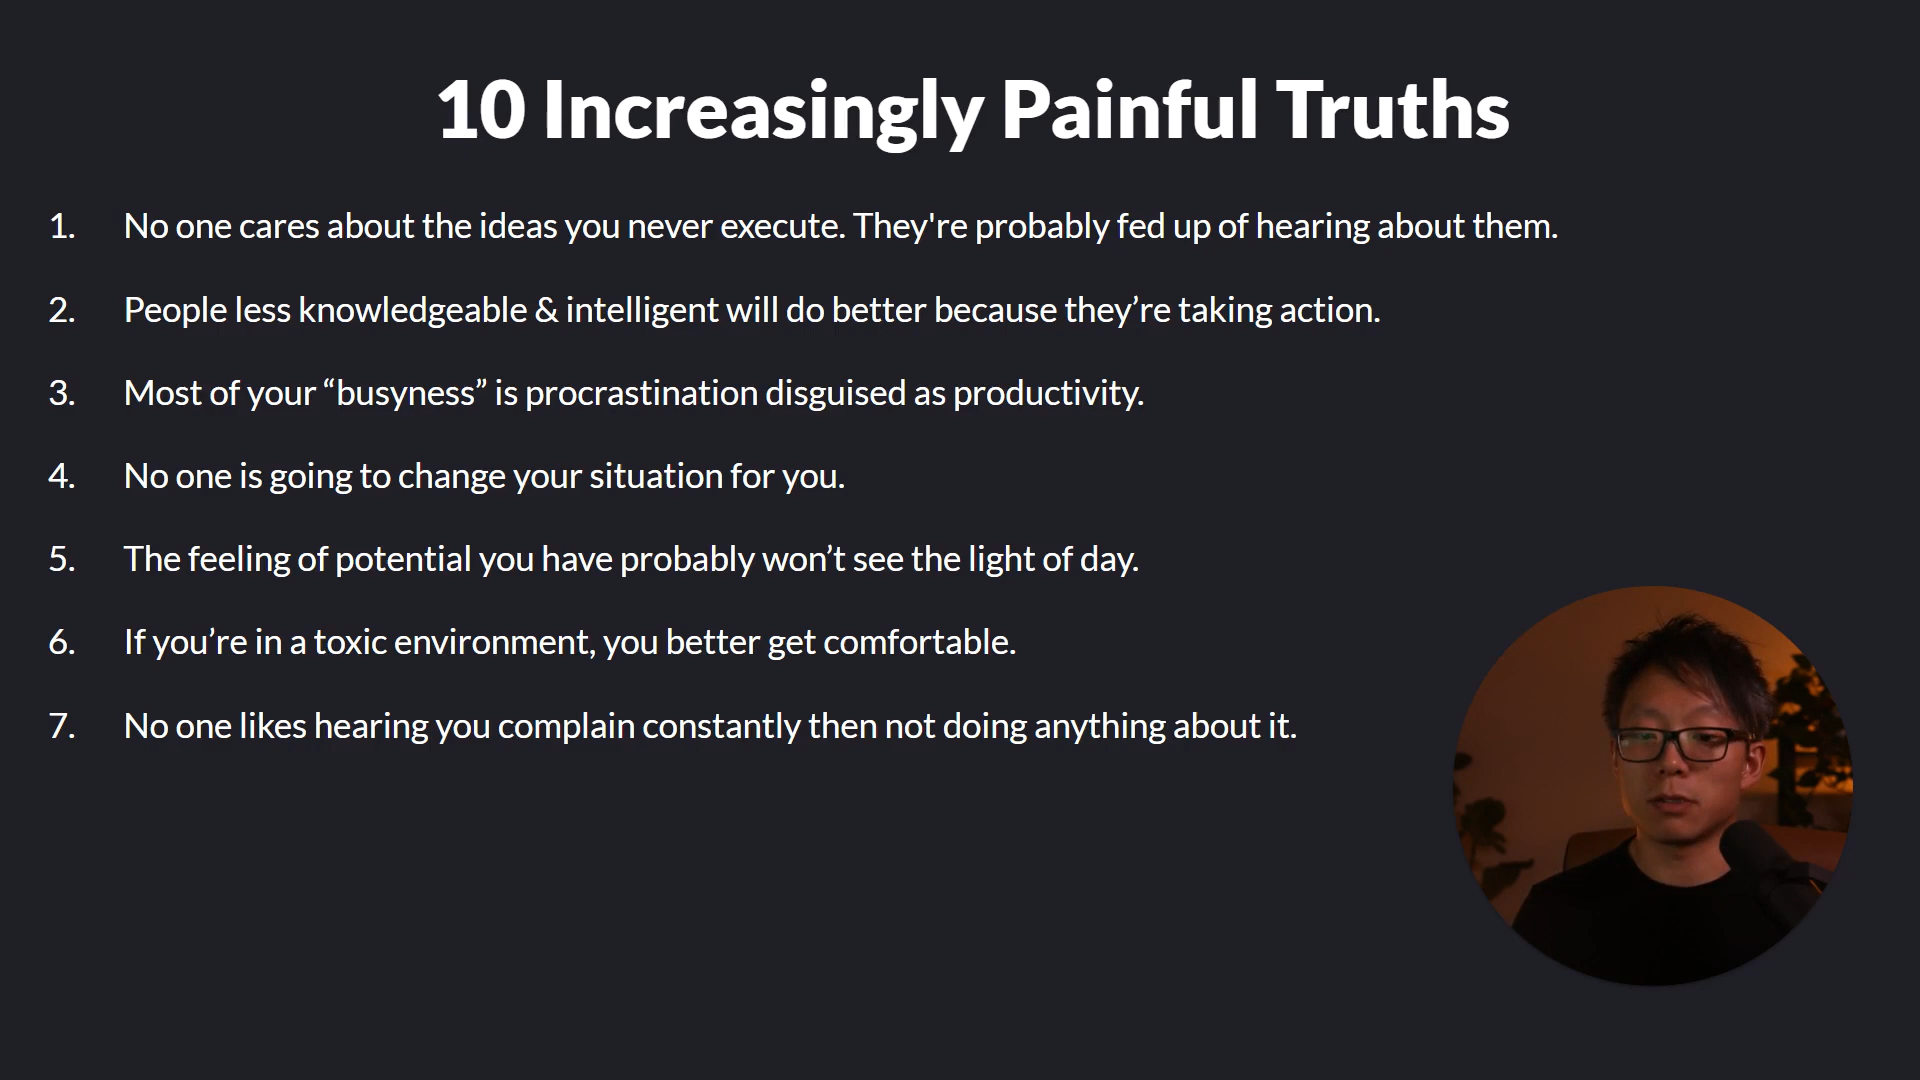 10 Increasingly Painful Truths
1. No one cares about the ideas you never execute. They're probably fed up of hearing about them.
2. People less knowledgeable & intelligent will do better because they’re taking action.
3. Most of your “busyness” is procrastination disguised as productivity.
4. No one is going to change your situation for you.
5. The feeling of potential you have probably won’t see the light of day.
6. If you’re in a toxic environment, you better get comfortable.
7. No one likes hearing you complain constantly then not doing anything about it.